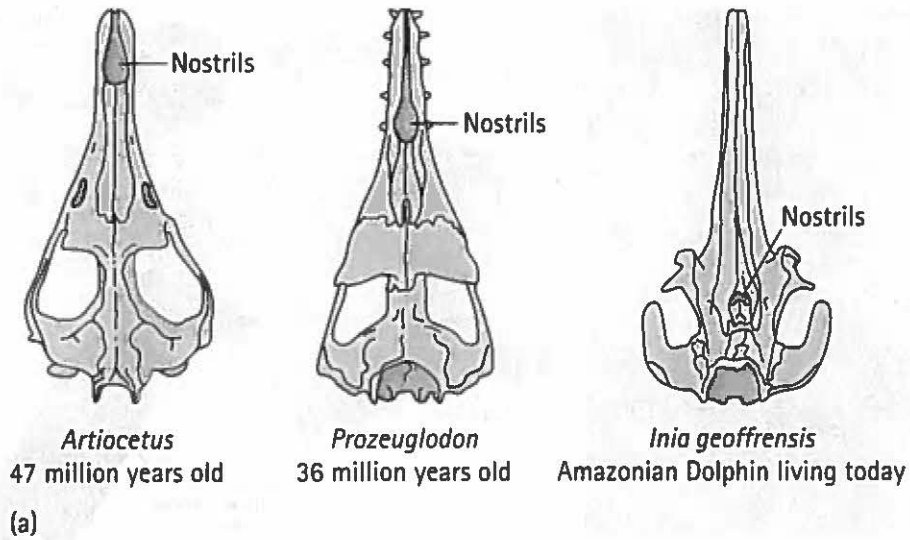 Nostrils
Nostrils
Nostrils
Artiocetus
47 million years old
Prozeuglodon
36 million years old
Inia geoffrensis
Amazonian Dolphin living today
(a)